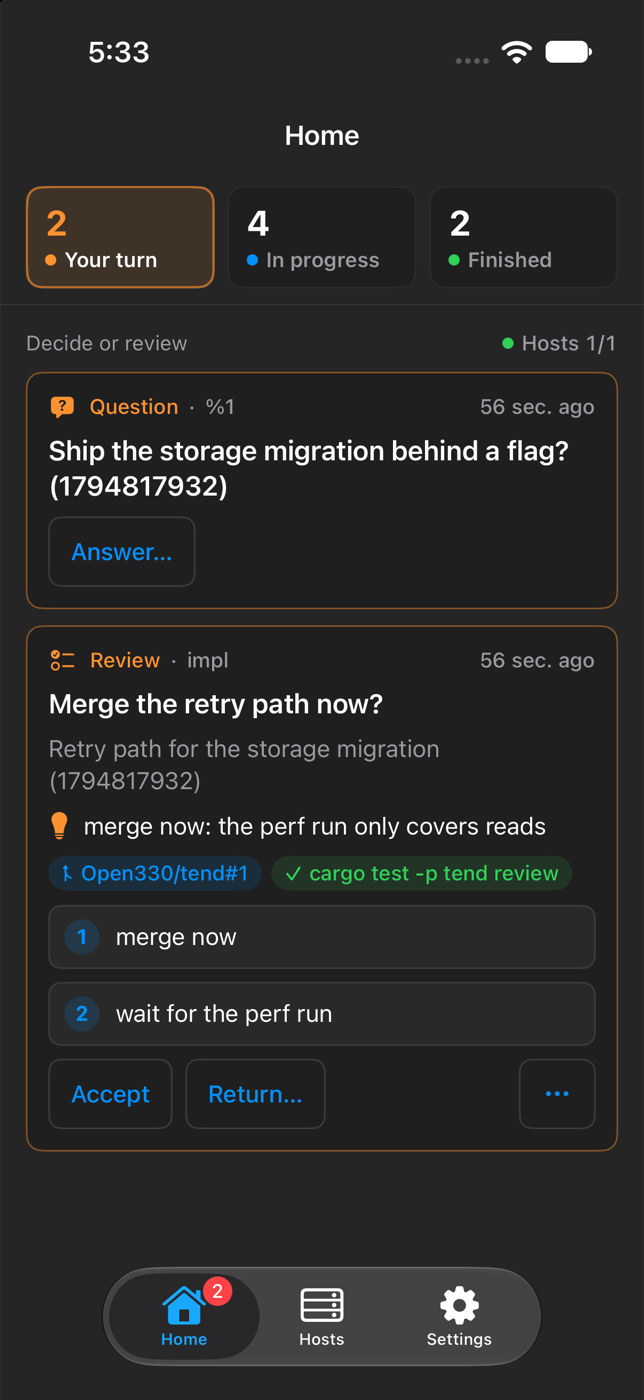 5:33
Home
2
Your turn
4
In progress
2
Finished
Decide or review
Hosts 1/1
Question · %1
56 sec. ago
Ship the storage migration behind a flag?
(1794817932)
Answer...
Review · impl
56 sec. ago
Merge the retry path now?
Retry path for the storage migration
(1794817932)
merge now: the perf run only covers reads
Open330/tend#1
✓ cargo test -p tend review
1 merge now
2 wait for the perf run
Accept
Return...
...
2
Home
Hosts
Settings